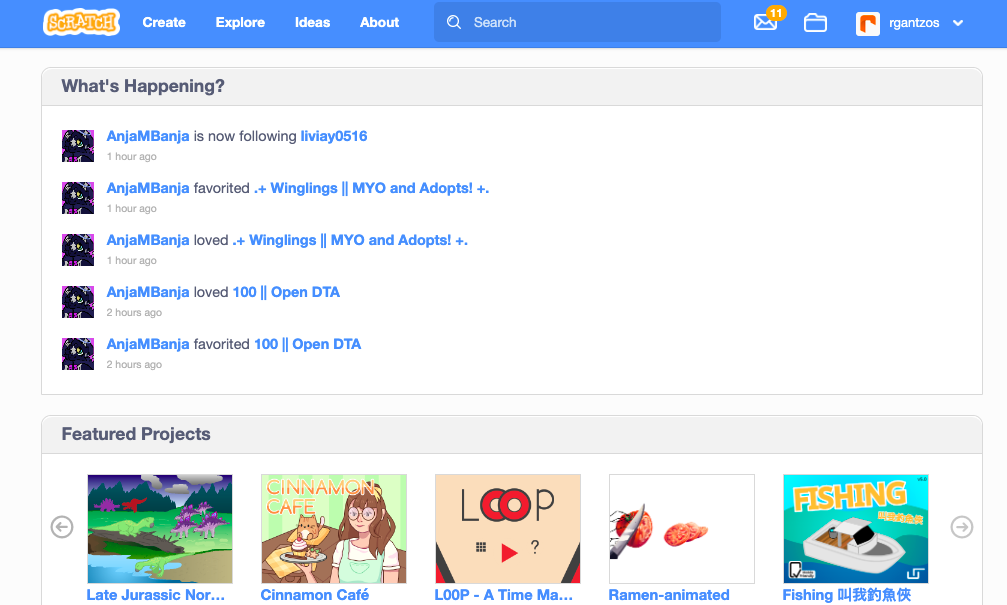 SCRATCH
Create
Explore
Ideas
About
Search
11
rgantzos
What's Happening?
AnjaMBanja is now following liviay0516
1 hour ago
AnjaMBanja favorited .+ Winglings || MYO and Adopts! +.
1 hour ago
AnjaMBanja loved .+ Winglings || MYO and Adopts! +.
1 hour ago
AnjaMBanja loved 100 || Open DTA
2 hours ago
AnjaMBanja favorited 100 || Open DTA
2 hours ago
Featured Projects
CINNAMON
CAFE
LOOP
?
FISHING
叫我釣魚俠
Late Jurassic Nor...
Cinnamon Café
L00P - A Time Ma...
Ramen-animated
Fishing 叫我釣魚俠